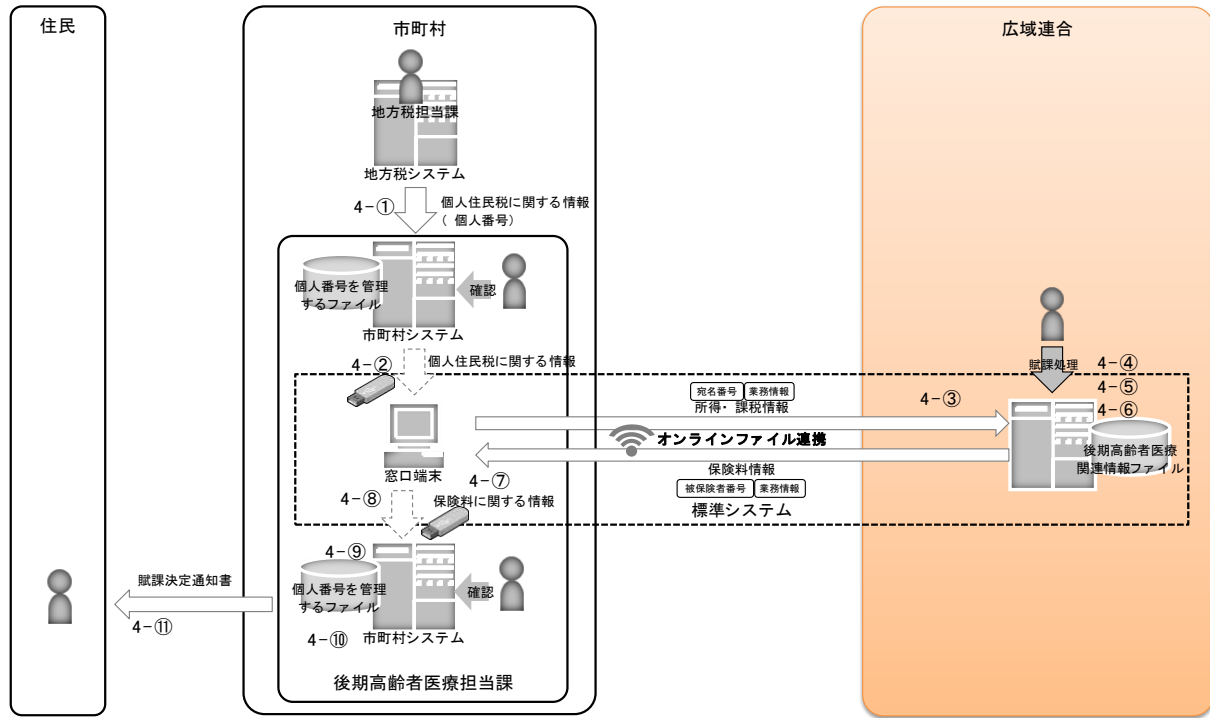 住民
市町村
広域連合
地方税担当課
地方税システム
4-①
個人住民税に関する情報
( 個人番号)
個人番号を管理
するファイル
確認
市町村システム
4-②
個人住民税に関する情報
賦課処理
4-④
4-⑤
4-⑥
宛名番号
業務情報
所得・課税情報
4-③
オンラインファイル連携
後期高齢者医療
関連情報ファイル
窓口端末
4-⑦
保険料情報
被保険者番号
業務情報
標準システム
4-⑧
保険料に関する情報
4-⑨
個人番号を管理
するファイル
確認
4-⑩
市町村システム
賦課決定通知書
4-⑪
後期高齢者医療担当課